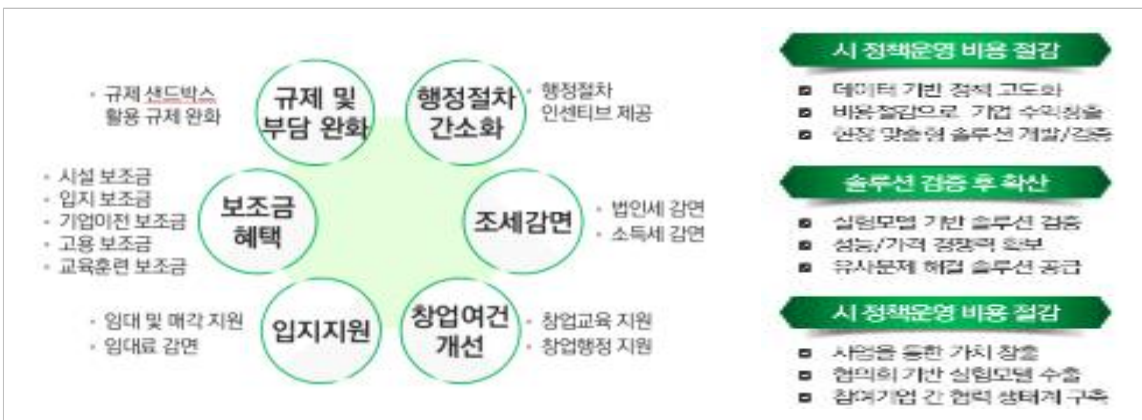 · 규제 샌드박스
활용 규제 완화
규제 및
부담 완화
행정절차
간소화
· 행정절차
인센티브 제공
· 시설 보조금
· 입지 보조금
· 기업이전 보조금
· 고용 보조금
· 교육훈련 보조금
보조금
혜택
조세감면
· 법인세 감면
· 소득세 감면
· 임대 및 매각 지원
· 임대료 감면
입지지원
창업여건
개선
· 창업교육 지원
· 창업행정 지원
시 정책운영 비용 절감
데이터 기반 정책 고도화
비용절감으로 기업 수익창출
현장 맞춤형 솔루션 개발/검증
솔루션 검증 후 확산
실험모델 기반 솔루션 검증
성능/가격 경쟁력 확보
유사문제 해결 솔루션 공급
시 정책운영 비용 절감
사업을 통한 가치 창출
협의회 기반 실험모델 수출
참여기업 간 협력 생태계 구축